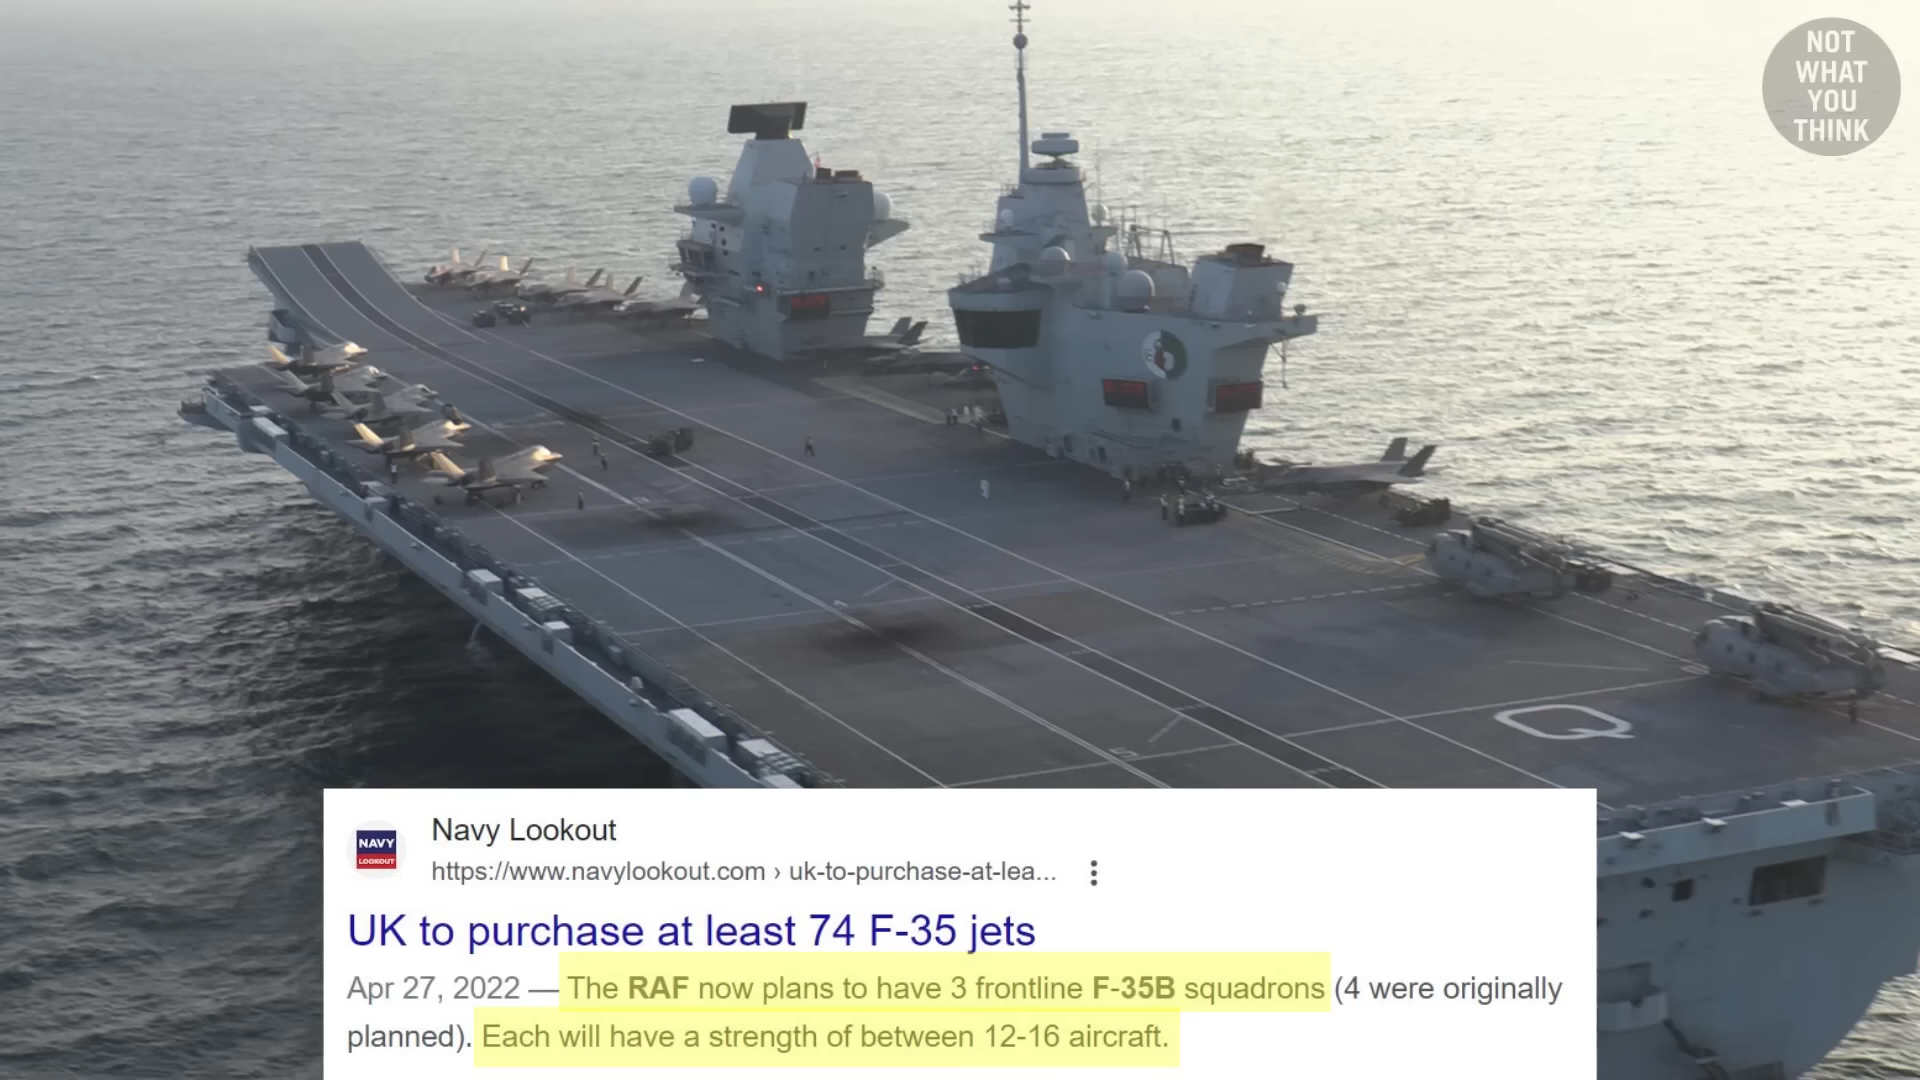 NOT
WHAT
YOU
THINK
Q
NAVY
LOOKOUT
Navy Lookout
https://www.navylookout.com › uk-to-purchase-at-lea...
UK to purchase at least 74 F-35 jets
Apr 27, 2022 — The RAF now plans to have 3 frontline F-35B squadrons (4 were originally
planned). Each will have a strength of between 12-16 aircraft.